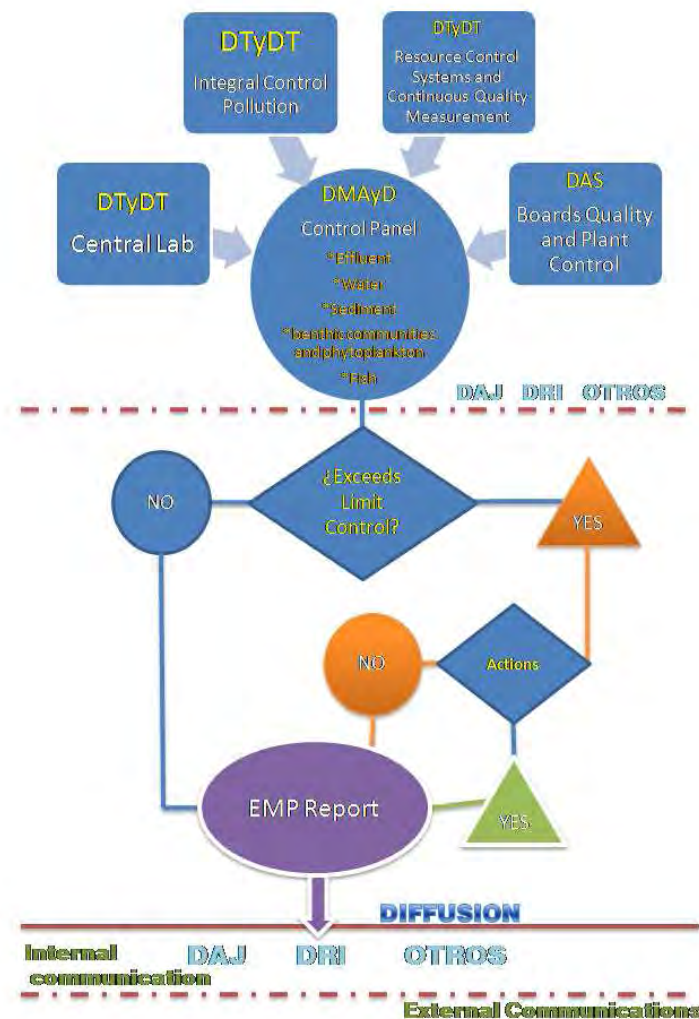 DTyDT
Integral Control
Pollution
DTyDT
Resource Control
Systems and
Continuous Quality
Measurement
DTyDT
Central Lab
DMAyD
Control Panel
*Effluent
*Water
*Sediment
*benthic communities
and phytoplankton
*Fish
DAS
Boards Quality
and Plant
Control
DAJ DRI OTROS
NO
¿Exceeds
Limit
Control?
YES
NO
Actions
EMP Report
YES
DIFFUSION
Internal
communication
DAJ DRI OTROS
External Communications